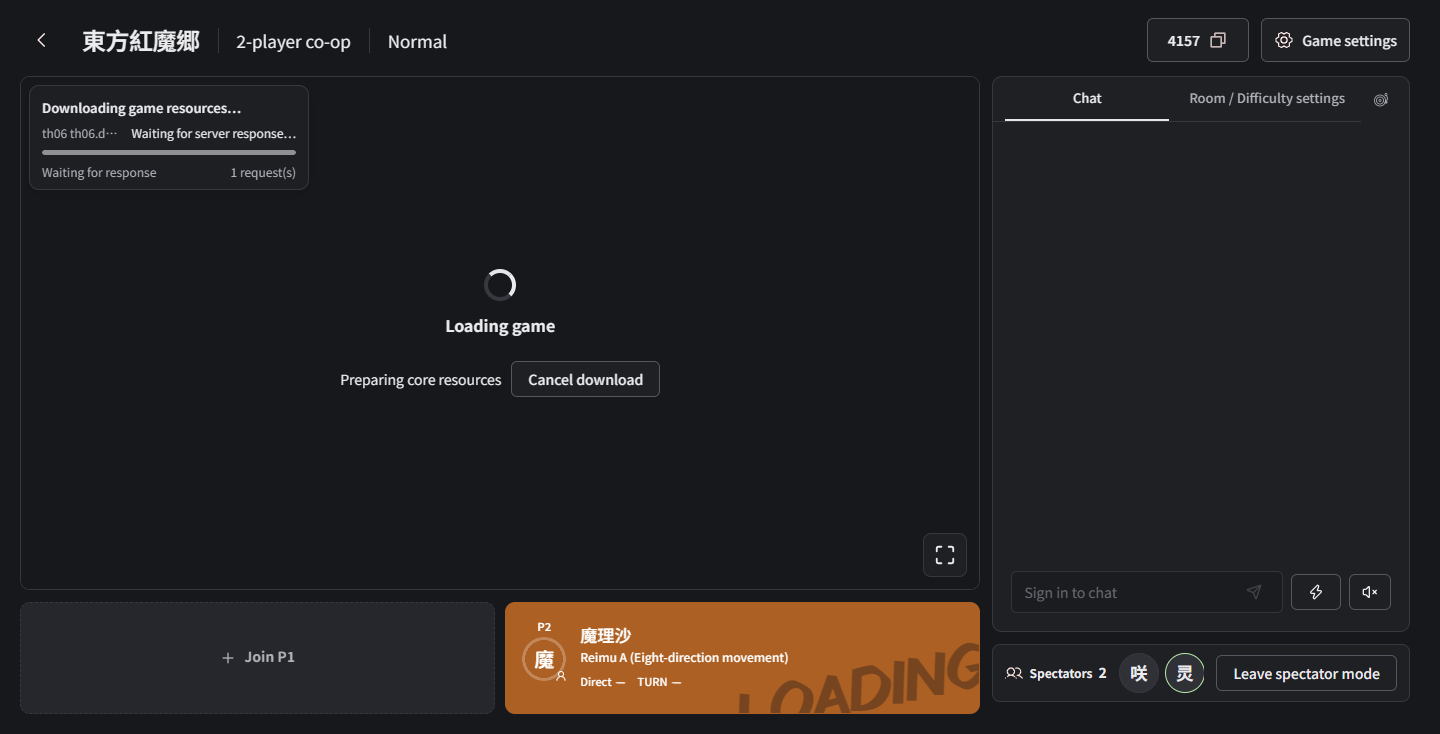 東方紅魔郷 2-player co-op Normal
4157 Game settings
Downloading game resources…
th06 th06.d… Waiting for server response…
Waiting for response 1 request(s)
Loading game
Preparing core resources Cancel download
Join P1
P2
魔
魔理沙
Reimu A (Eight-direction movement)
Direct — TURN —
LOADING
Chat Room / Difficulty settings
Sign in to chat
Spectators 2 咲 灵 Leave spectator mode